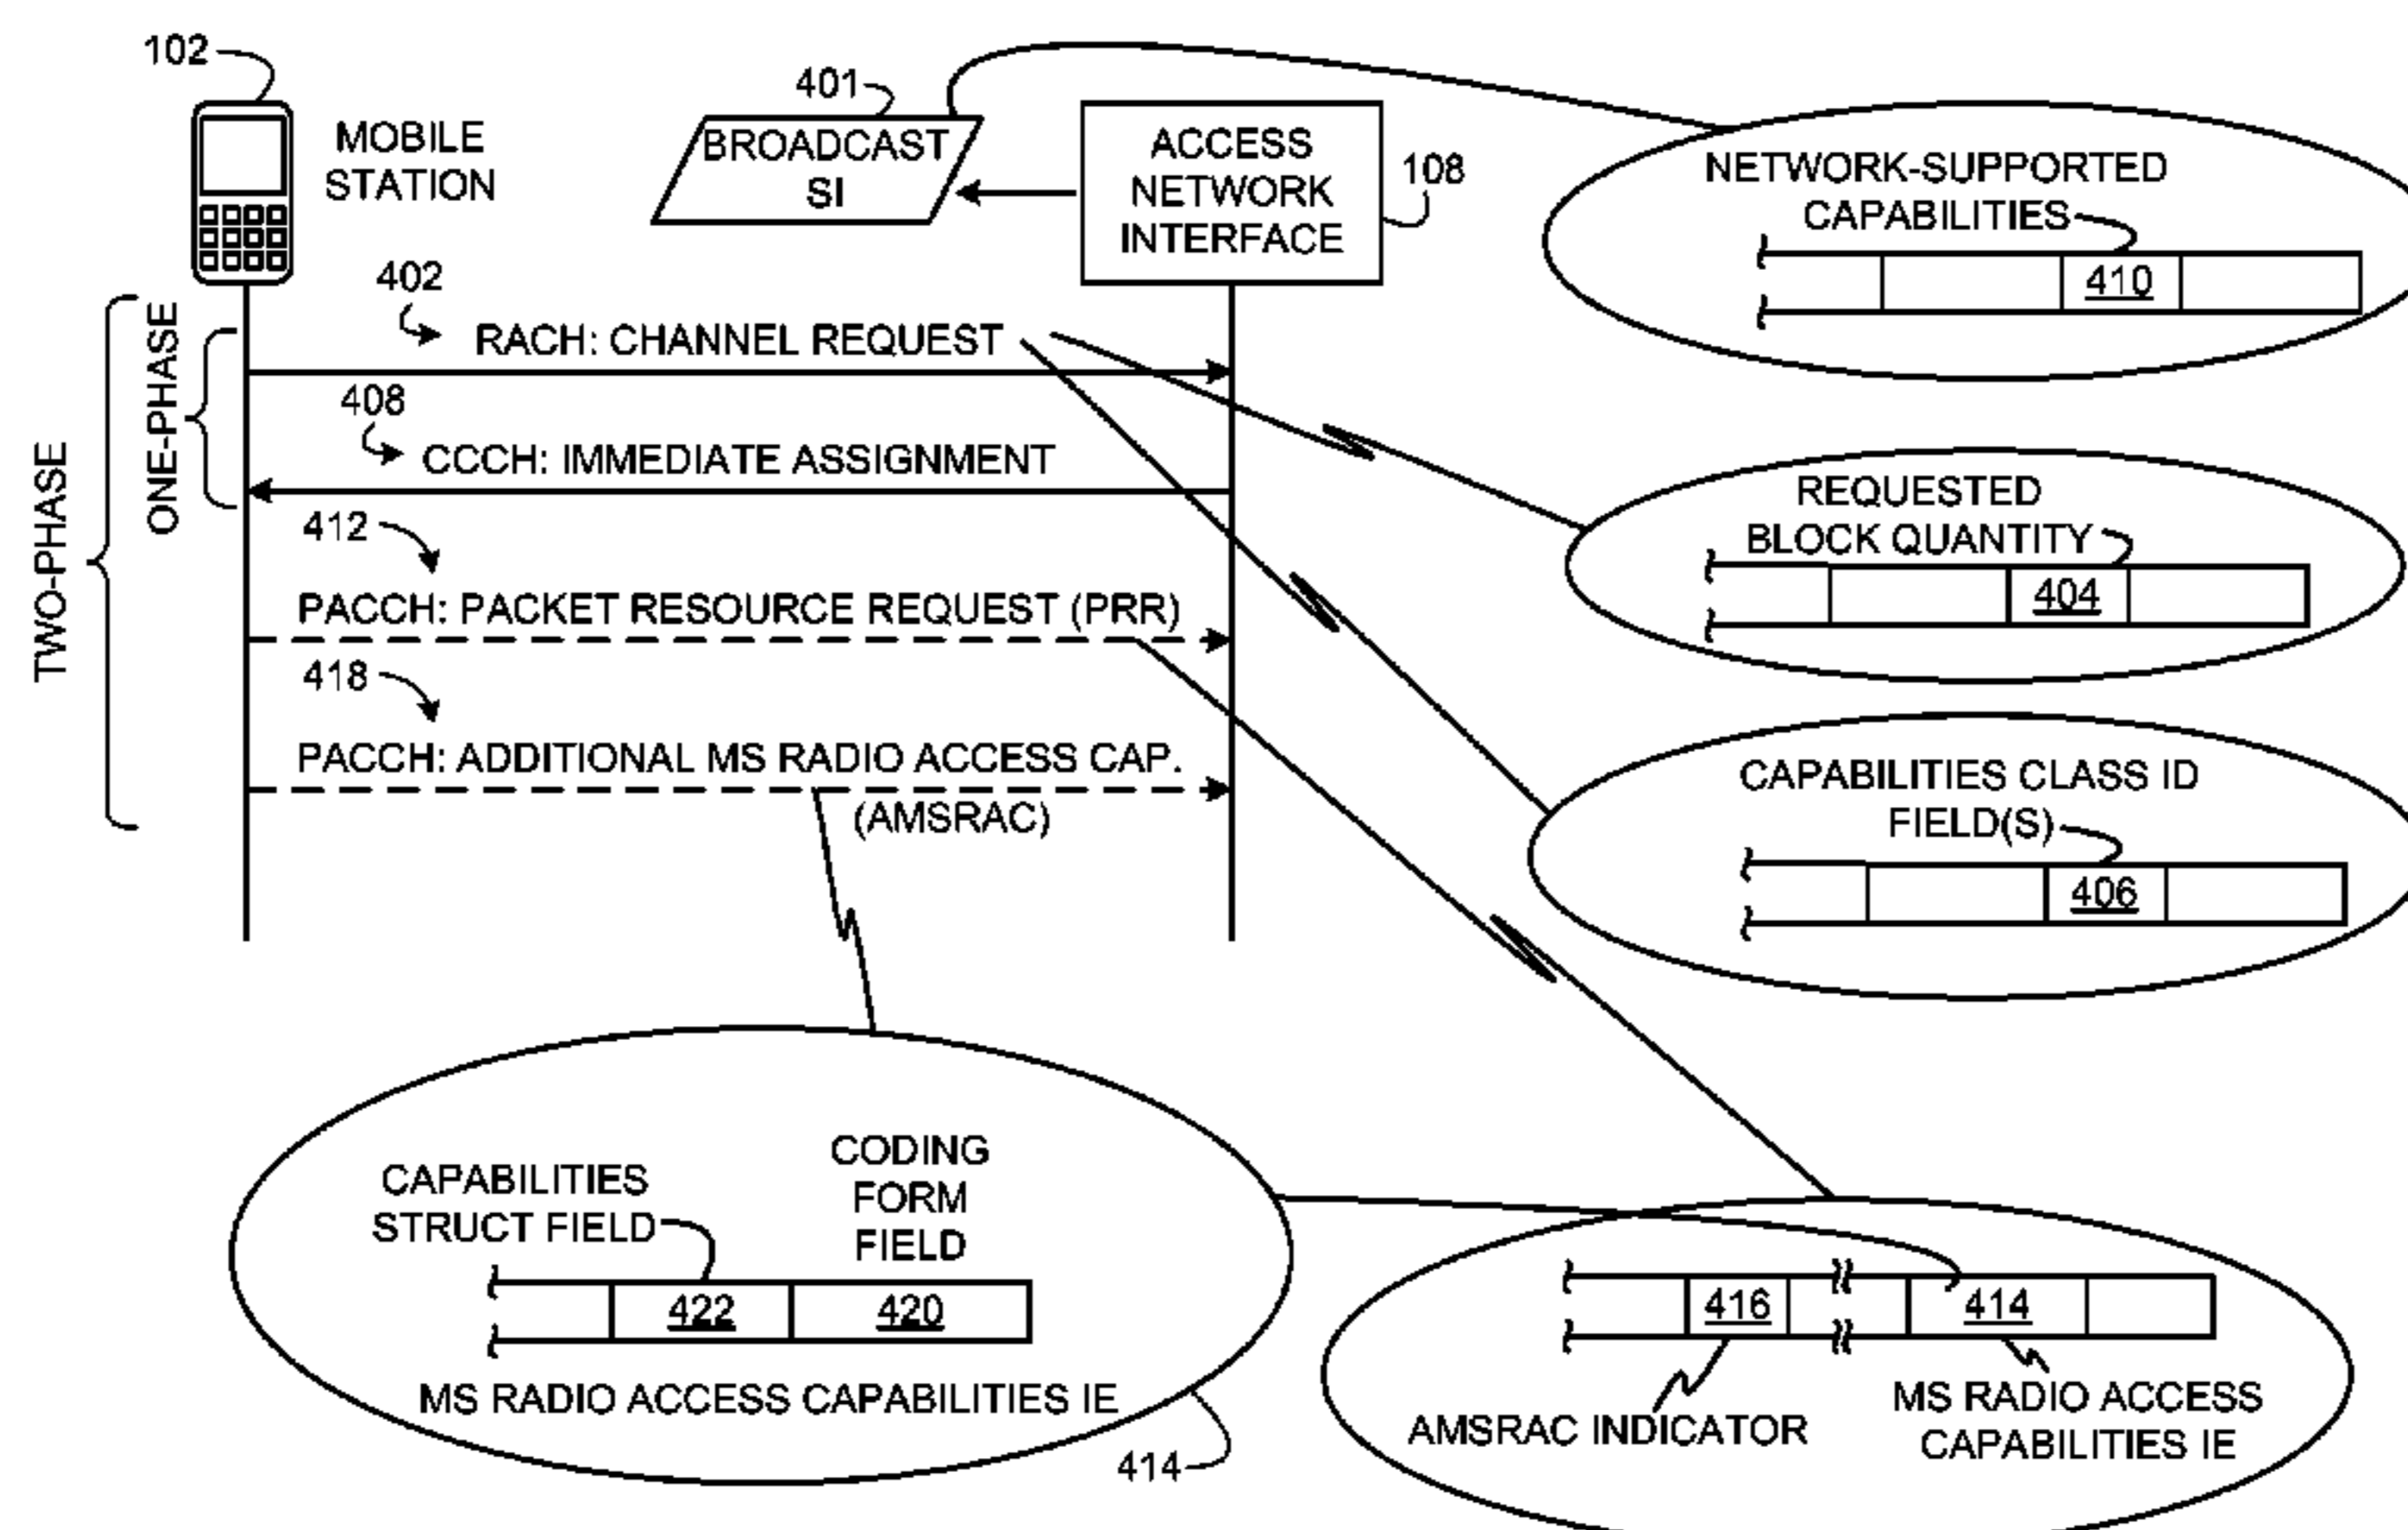 102
MOBILE
STATION
401
BROADCAST
SI
ACCESS
NETWORK
INTERFACE
108
NETWORK-SUPPORTED
CAPABILITIES
410
TWO-PHASE
ONE-PHASE
402
RACH: CHANNEL REQUEST
408
CCCH: IMMEDIATE ASSIGNMENT
412
PACCH: PACKET RESOURCE REQUEST (PRR)
418
PACCH: ADDITIONAL MS RADIO ACCESS CAP.
(AMSRAC)
REQUESTED
BLOCK QUANTITY
404
CAPABILITIES CLASS ID
FIELD(S)
406
CAPABILITIES
STRUCT FIELD
CODING
FORM
FIELD
422
420
MS RADIO ACCESS CAPABILITIES IE
414
416
414
AMSRAC INDICATOR
MS RADIO ACCESS
CAPABILITIES IE